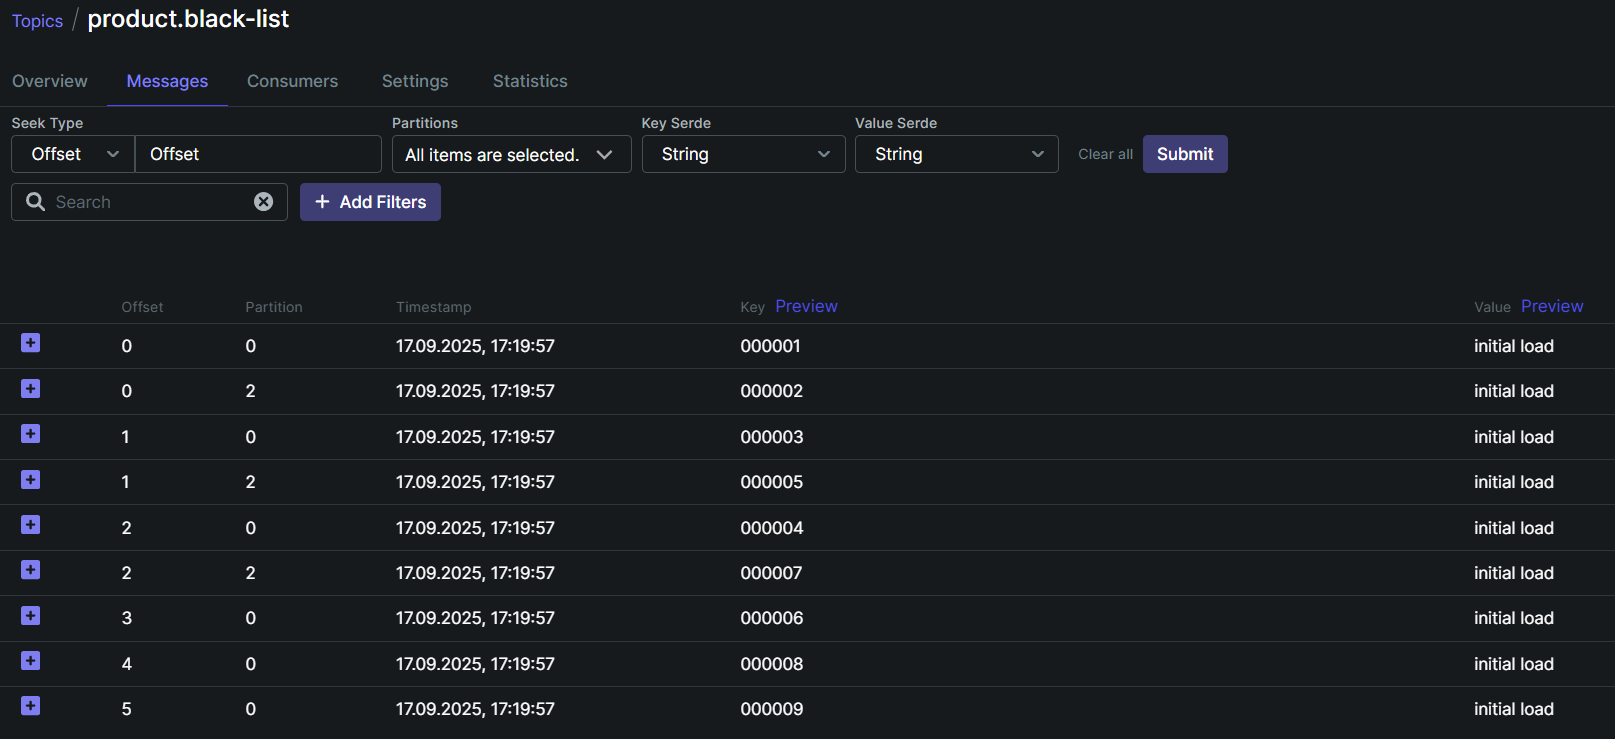 Topics / product.black-list
Overview Messages Consumers Settings Statistics
Seek Type Partitions Key Serde Value Serde
Offset Offset All items are selected. String String Clear all Submit
Search + Add Filters
Offset Partition Timestamp Key Preview Value Preview
0 0 17.09.2025, 17:19:57 000001 initial load
0 2 17.09.2025, 17:19:57 000002 initial load
1 0 17.09.2025, 17:19:57 000003 initial load
1 2 17.09.2025, 17:19:57 000005 initial load
2 0 17.09.2025, 17:19:57 000004 initial load
2 2 17.09.2025, 17:19:57 000007 initial load
3 0 17.09.2025, 17:19:57 000006 initial load
4 0 17.09.2025, 17:19:57 000008 initial load
5 0 17.09.2025, 17:19:57 000009 initial load